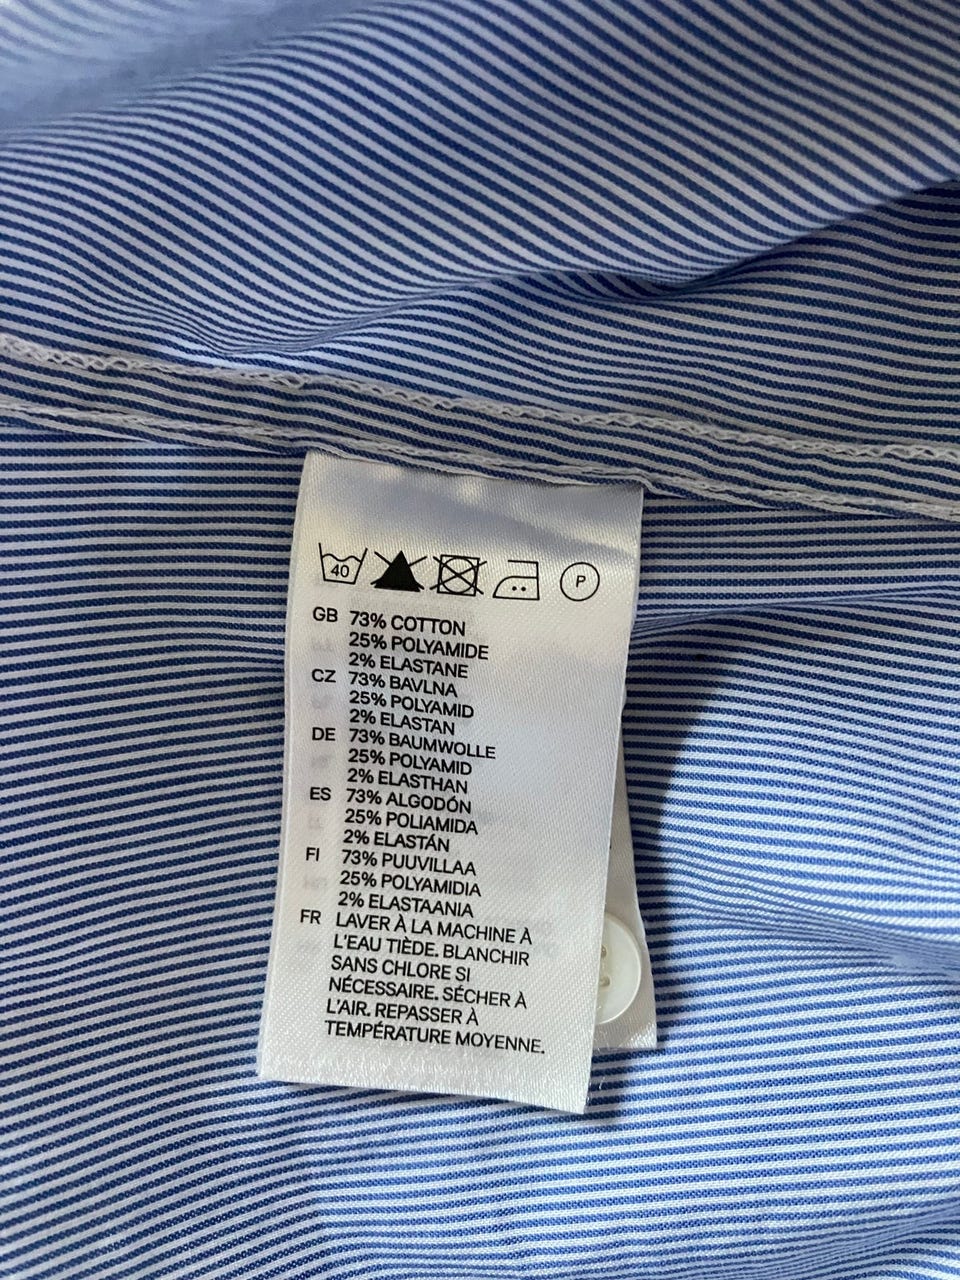 40
P
GB 73% COTTON
25% POLYAMIDE
2% ELASTANE
CZ 73% BAVLNA
25% POLYAMID
2% ELASTAN
DE 73% BAUMWOLLE
25% POLYAMID
2% ELASTHAN
ES 73% ALGODÓN
25% POLIAMIDA
2% ELASTÁN
FI 73% PUUVILLAA
25% POLYAMIDIA
2% ELASTAANIA
FR LAVER À LA MACHINE À
L'EAU TIÈDE. BLANCHIR
SANS CHLORE SI
NÉCESSAIRE. SÉCHER À
L'AIR. REPASSER À
TEMPÉRATURE MOYENNE.